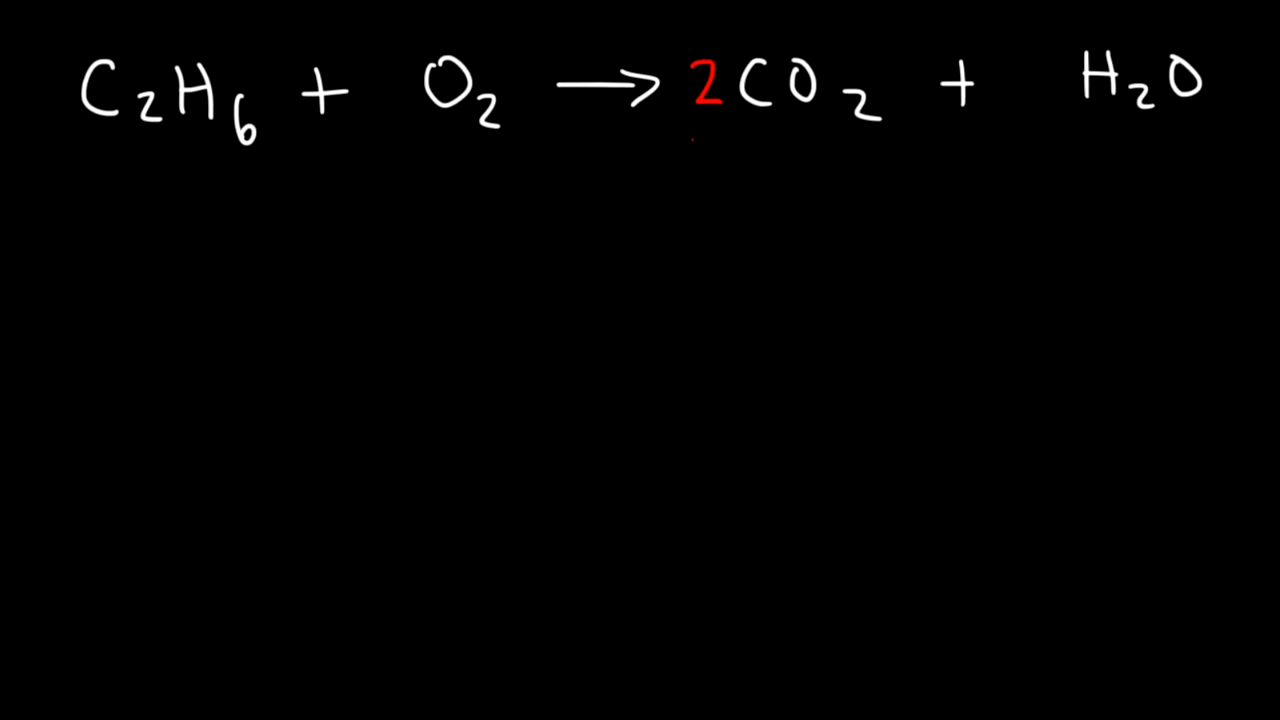 C₂H₆ + O₂ → 2CO₂ + H₂O